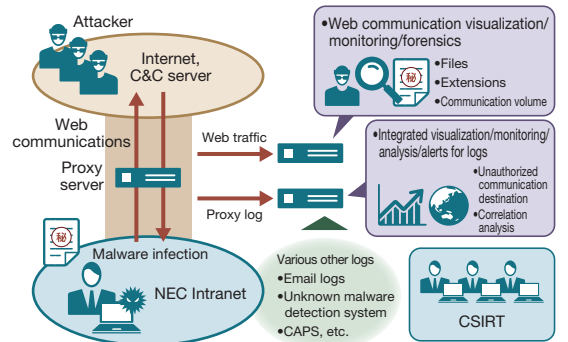 Attacker
Internet,
C&C server
Web
communications
Proxy
server
Web traffic
Proxy log
秘
Malware infection
NEC Intranet
•Web communication visualization/
monitoring/forensics
秘
•Files
•Extensions
•Communication volume
•Integrated visualization/monitoring/
analysis/alerts for logs
•Unauthorized
communication
destination
•Correlation
analysis
Various other logs
•Email logs
•Unknown malware
detection system
•CAPS, etc.
CSIRT